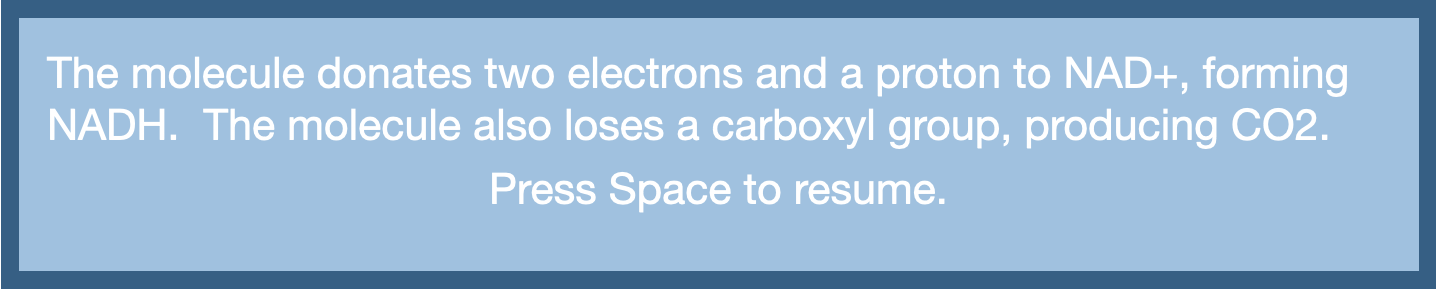 The molecule donates two electrons and a proton to NAD+, forming
NADH.  The molecule also loses a carboxyl group, producing CO2.
Press Space to resume.